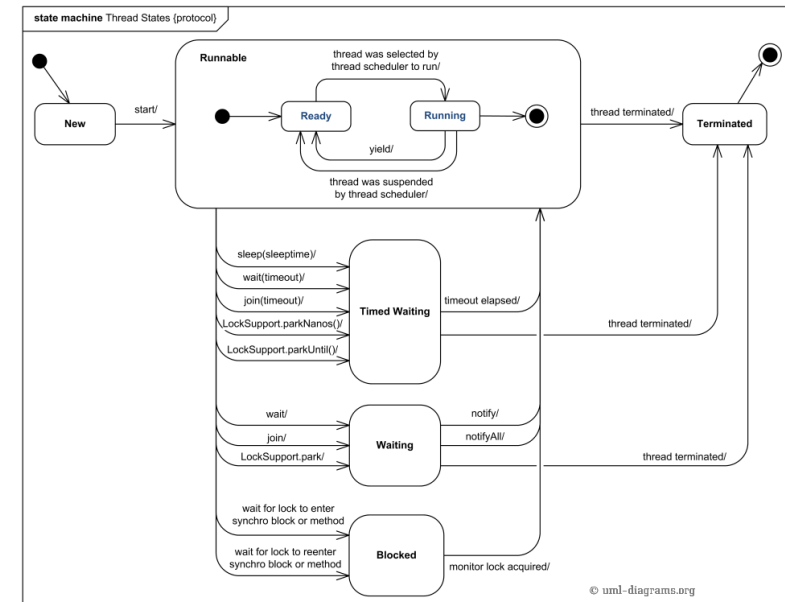 state machine Thread States {protocol}
Runnable
thread was selected by
thread scheduler to run/
New
start/
Ready
Running
thread terminated/
Terminated
yield/
thread was suspended
by thread scheduler/
sleep(sleeptime)/
wait(timeout)/
join(timeout)/
Timed Waiting
timeout elapsed/
LockSupport.parkNanos()/
thread terminated/
LockSupport.parkUntil()/
wait/
notify/
join/
Waiting
notifyAll/
LockSupport.park/
thread terminated/
wait for lock to enter
synchro block or method
Blocked
wait for lock to reenter
synchro block or method
monitor lock acquired/
© uml-diagrams.org